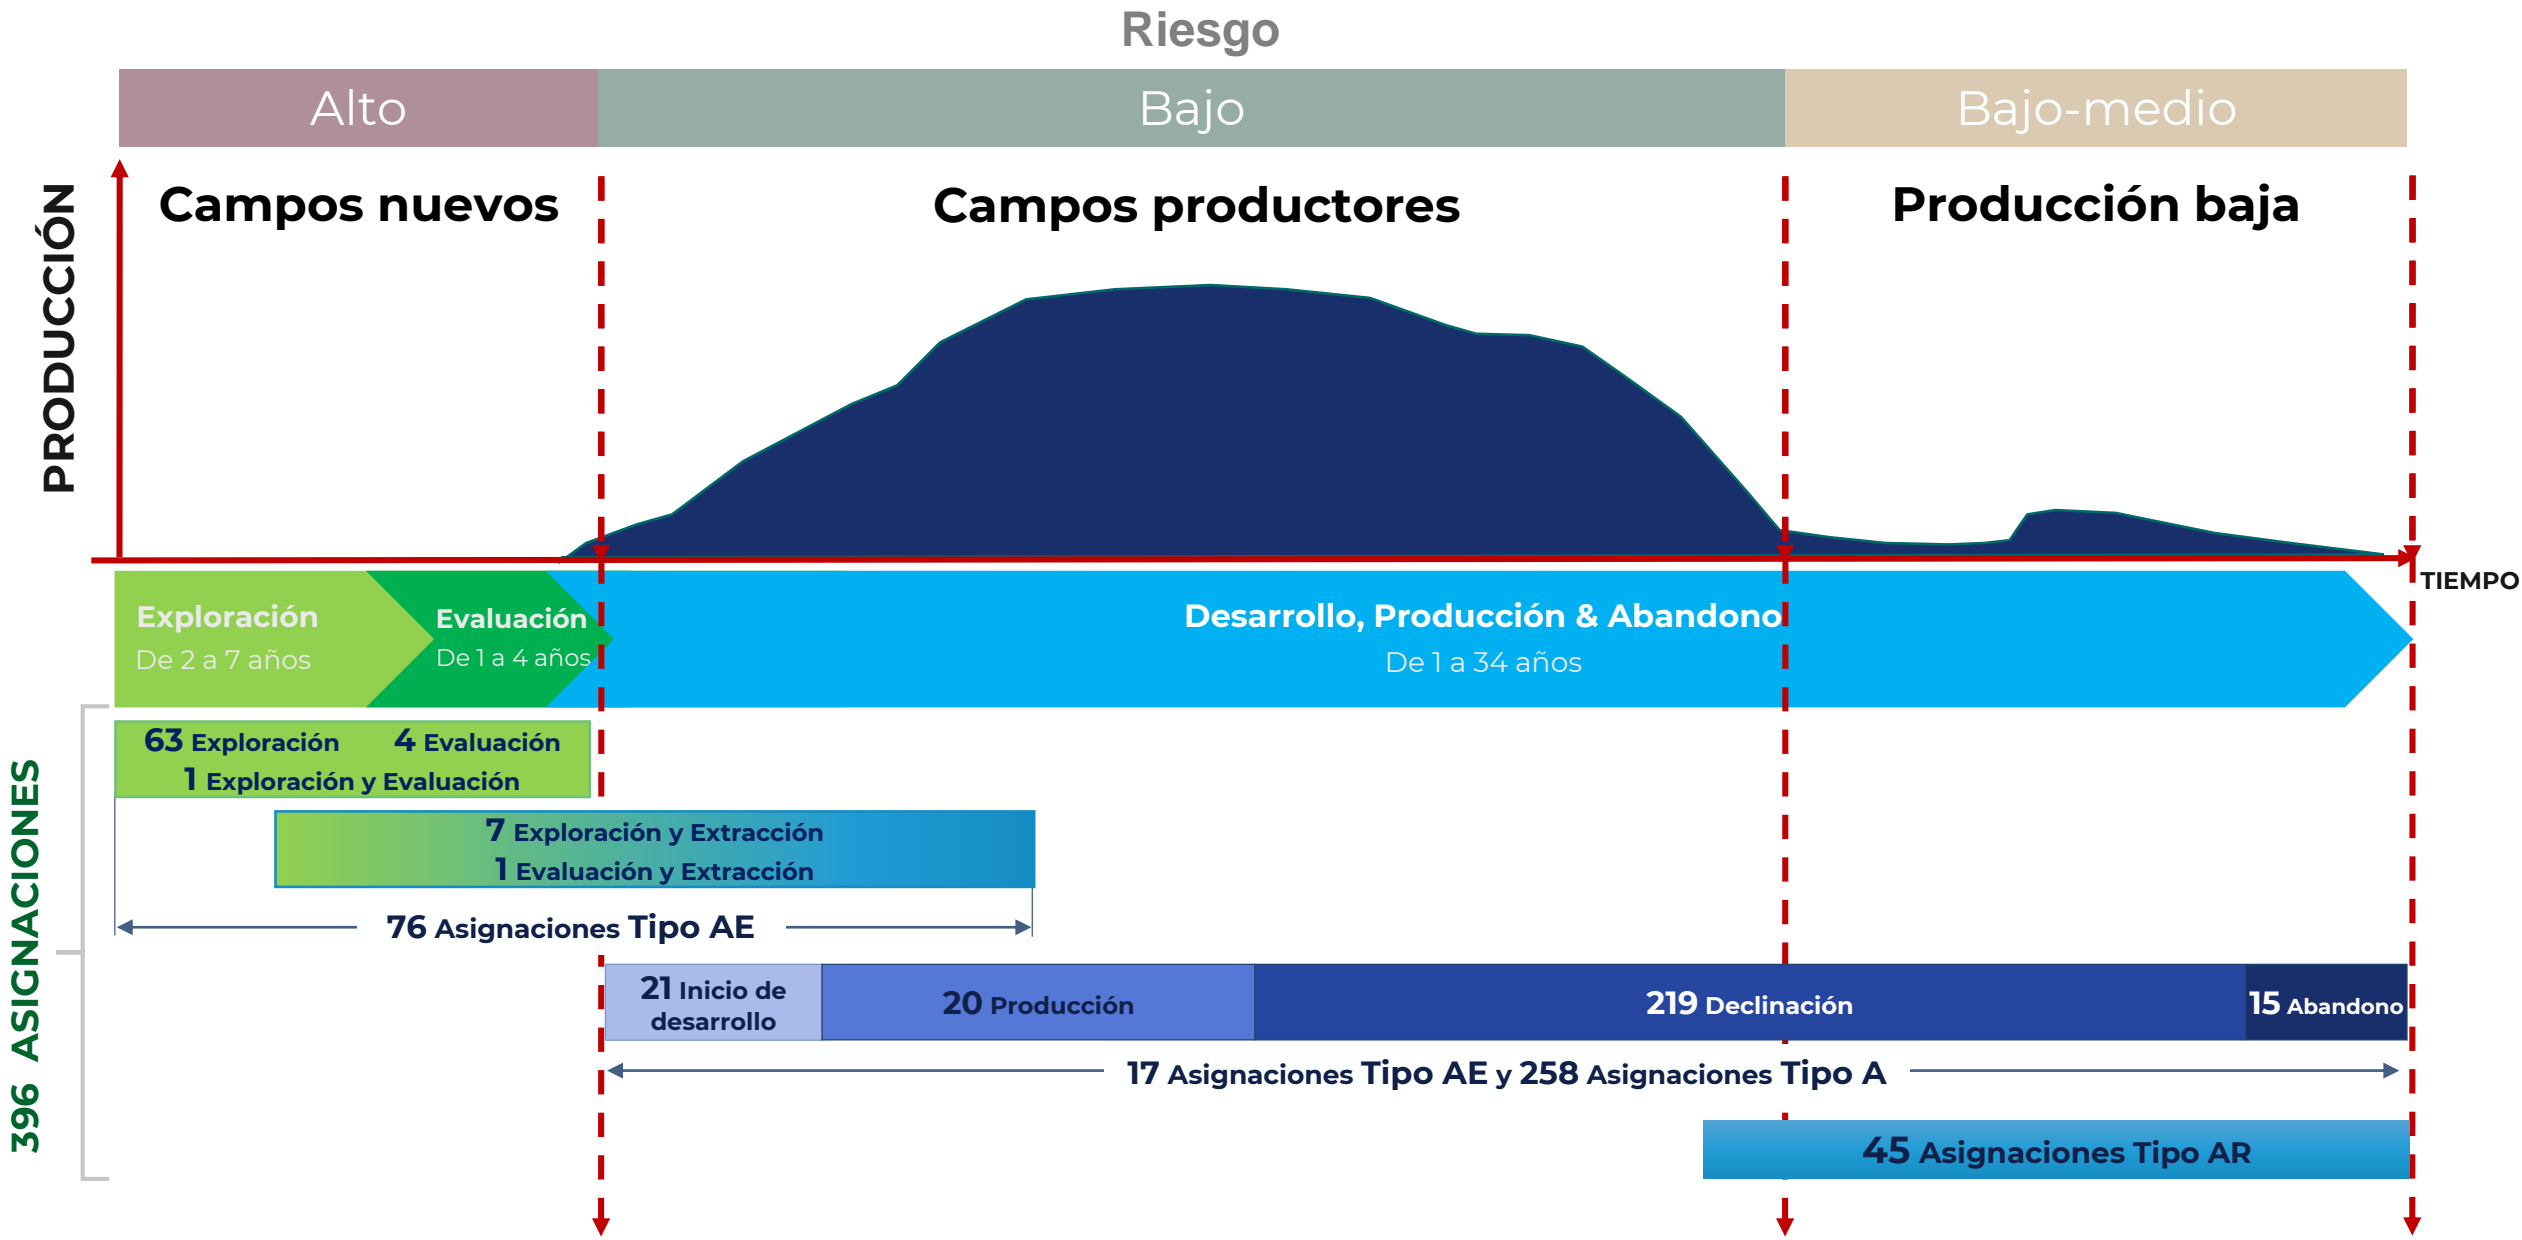 Riesgo
Alto
Bajo
Bajo-medio
PRODUCCIÓN
Campos nuevos
Campos productores
Producción baja
TIEMPO
Exploración
De 2 a 7 años
Evaluación
De 1 a 4 años
Desarrollo, Producción & Abandono
De 1 a 34 años
396 ASIGNACIONES
63 Exploración 4 Evaluación
1 Exploración y Evaluación
7 Exploración y Extracción
1 Evaluación y Extracción
76 Asignaciones Tipo AE
21 Inicio de
desarrollo
20 Producción
219 Declinación
15 Abandono
17 Asignaciones Tipo AE y 258 Asignaciones Tipo A
45 Asignaciones Tipo AR